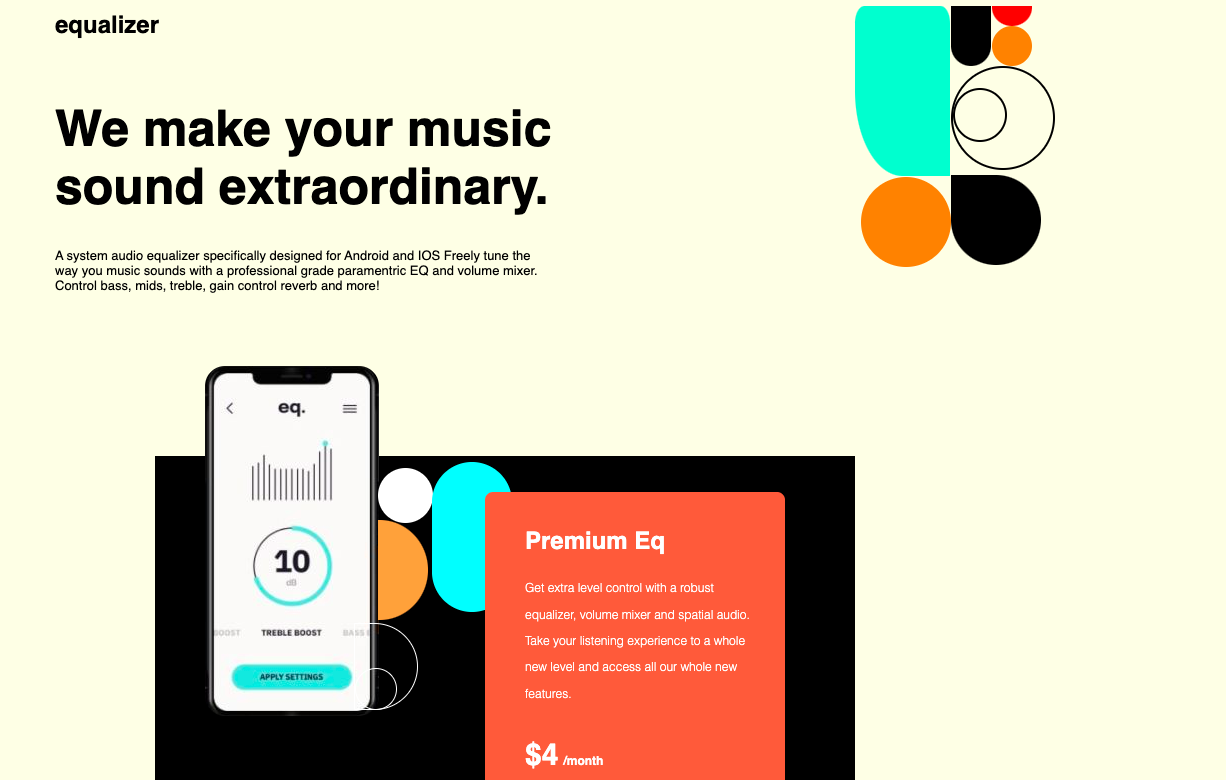 equalizer
We make your music
sound extraordinary.
A system audio equalizer specifically designed for Android and IOS Freely tune the
way you music sounds with a professional grade paramentric EQ and volume mixer.
Control bass, mids, treble, gain control reverb and more!
eq.
10
dB
BOOST TREBLE BOOST BASS
APPLY SETTINGS
Premium Eq
Get extra level control with a robust
equalizer, volume mixer and spatial audio.
Take your listening experience to a whole
new level and access all our whole new
features.
$4 /month